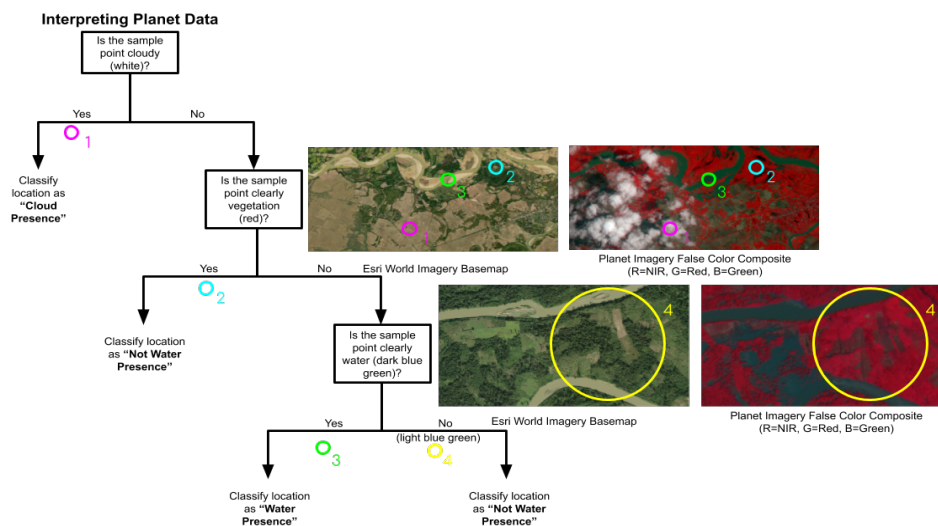 Interpreting Planet Data
Is the sample
point cloudy
(white)?
Yes
No
1
Classify
location as
“Cloud
Presence”
Is the sample
point clearly
vegetation
(red)?
2
3
1
2
3
1
Esri World Imagery Basemap
Planet Imagery False Color Composite
(R=NIR, G=Red, B=Green)
Yes
No
2
Classify location
as “Not Water
Presence”
Is the sample
point clearly
water (dark blue
green)?
4
4
Esri World Imagery Basemap
Planet Imagery False Color Composite
(R=NIR, G=Red, B=Green)
Yes
No
(light blue green)
3
4
Classify location
as “Water
Presence”
Classify location
as “Not Water
Presence”